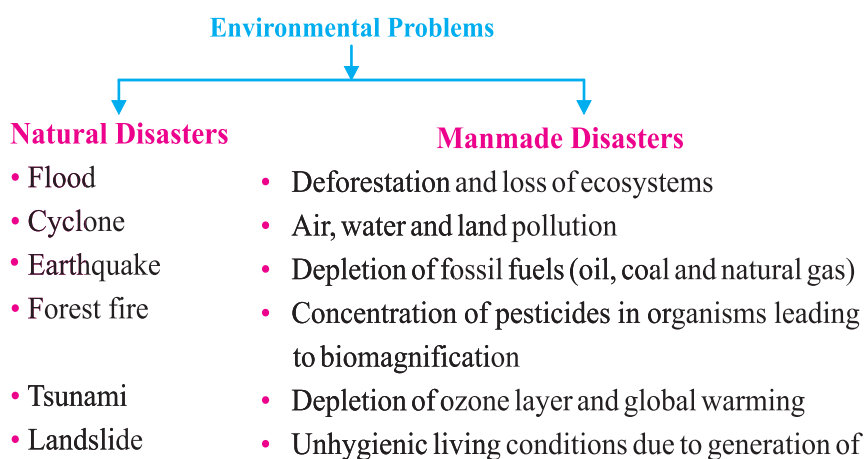 Environmental Problems
Natural Disasters
• Flood
• Cyclone
• Earthquake
• Forest fire
• Tsunami
• Landslide
Manmade Disasters
• Deforestation and loss of ecosystems
• Air, water and land pollution
• Depletion of fossil fuels (oil, coal and natural gas)
• Concentration of pesticides in organisms leading
to biomagnification
• Depletion of ozone layer and global warming
• Unhygienic living conditions due to generation of